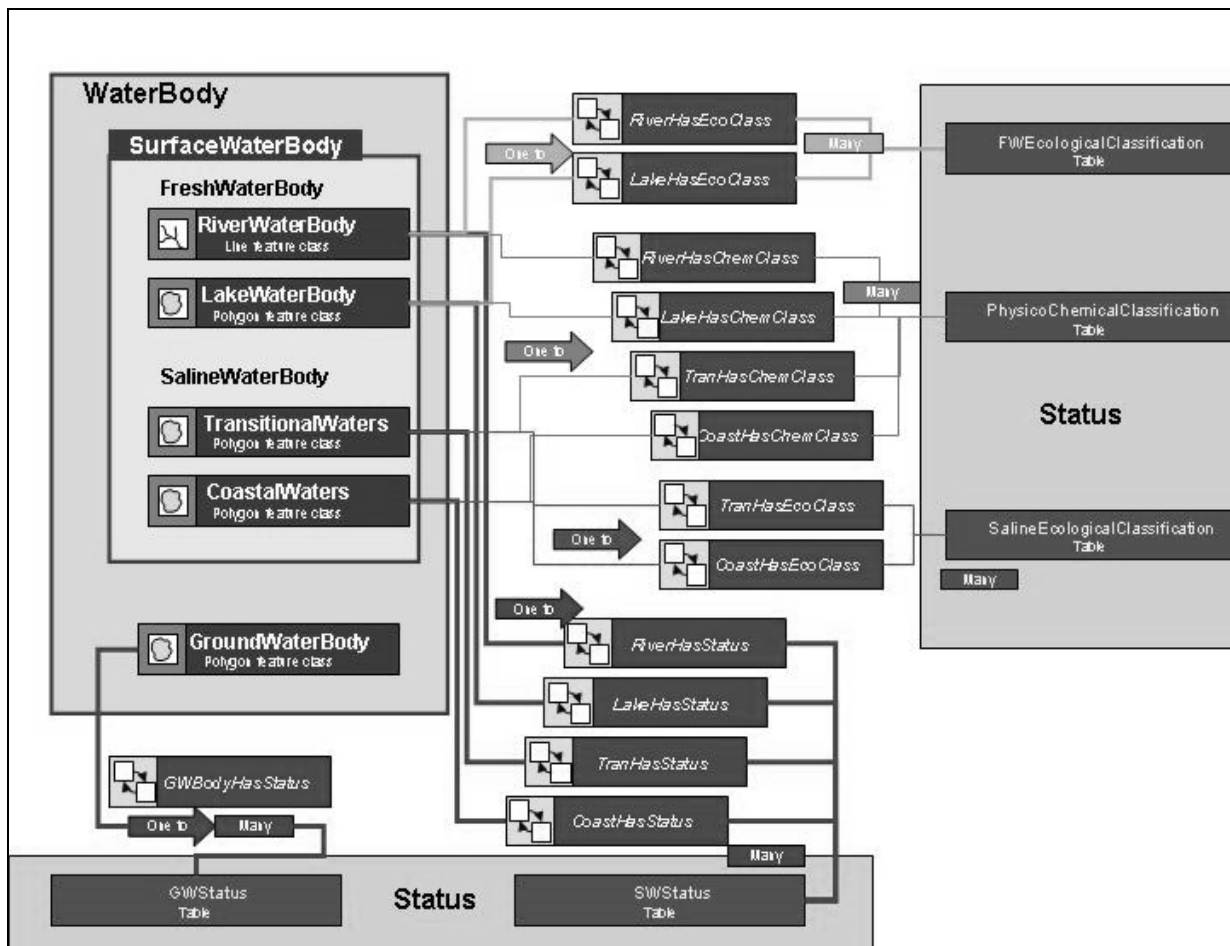 WaterBody
SurfaceWaterBody
FreshWaterBody
RiverWaterBody
Line feature class
LakeWaterBody
Polygon feature class
SalineWaterBody
TransitionalWaters
Polygon feature class
CoastalWaters
Polygon feature class
GroundWaterBody
Polygon feature class
RiverHasEcoClass
One to
Many
LakeHasEcoClass
RiverHasChemClass
Many
LakeHasChemClass
One to
TranHasChemClass
CoastHasChemClass
TranHasEcoClass
One to
CoastHasEcoClass
One to
RiverHasStatus
LakeHasStatus
TranHasStatus
CoastHasStatus
Many
FWEcologicalClassification
Table
PhysicoChemicalClassification
Table
Status
SalineEcologicalClassification
Table
Many
GWBodyHasStatus
One to
Many
GWStatus
Table
Status
SWStatus
Table